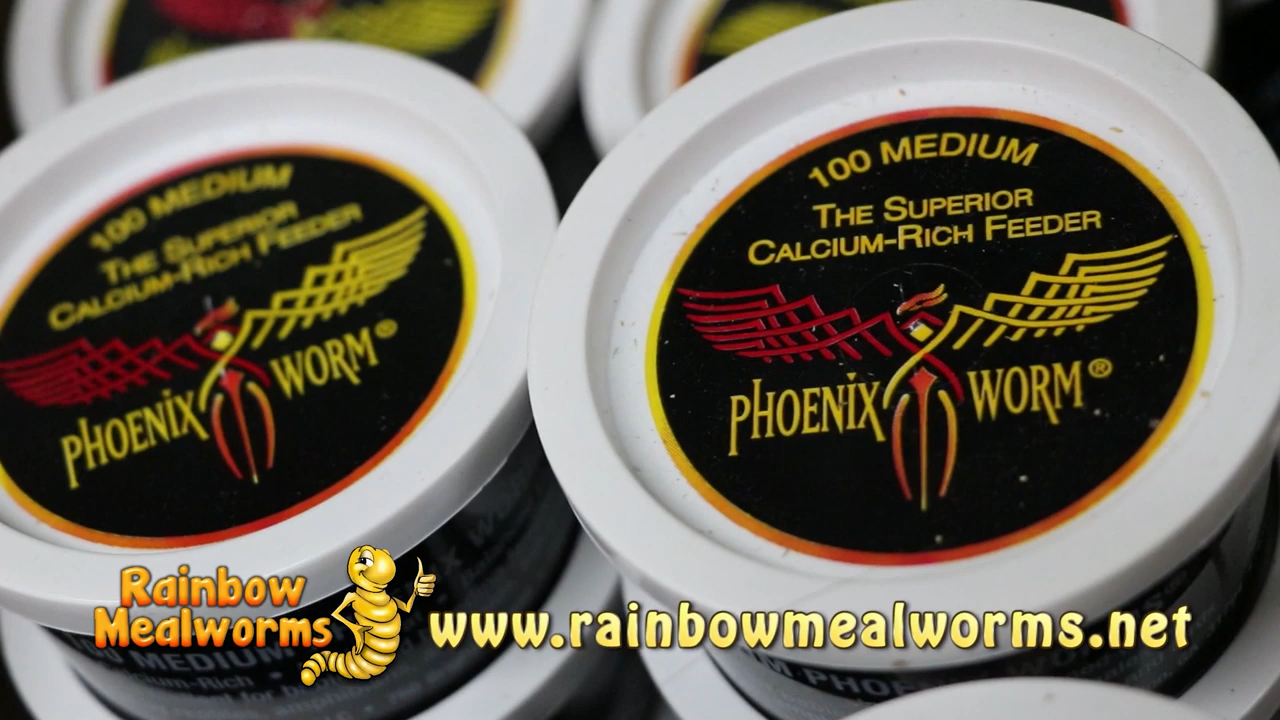 100 MEDIUM
THE SUPERIOR
CALCIUM-RICH FEEDER
PHOENIX WORM®
100 MEDIUM
THE SUPERIOR
CALCIUM-RICH FEEDER
PHOENIX WORM®
Rainbow
Mealworms
www.rainbowmealworms.net
100 MEDIUM
Calcium-Rich